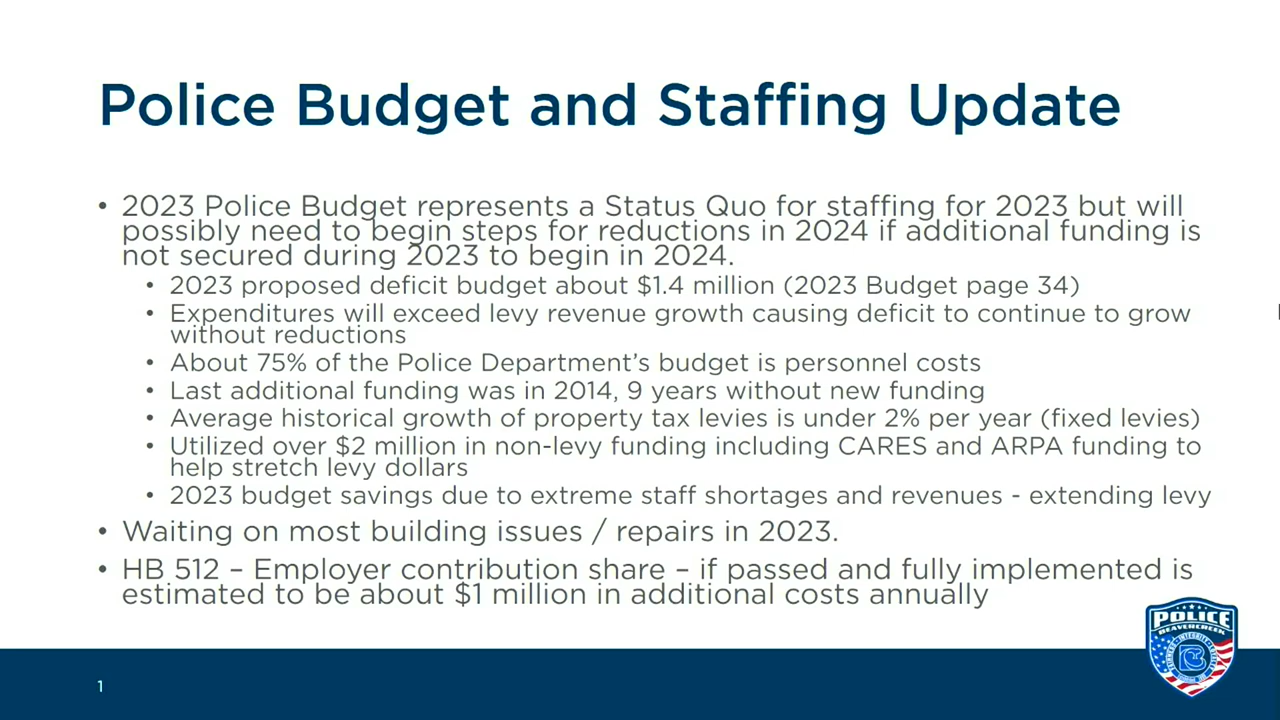 Police Budget and Staffing Update
• 2023 Police Budget represents a Status Quo for staffing for 2023 but will
possibly need to begin steps for reductions in 2024 if additional funding is
not secured during 2023 to begin in 2024.
• 2023 proposed deficit budget about $1.4 million (2023 Budget page 34)
• Expenditures will exceed levy revenue growth causing deficit to continue to grow
without reductions
• About 75% of the Police Department’s budget is personnel costs
• Last additional funding was in 2014, 9 years without new funding
• Average historical growth of property tax levies is under 2% per year (fixed levies)
• Utilized over $2 million in non-levy funding including CARES and ARPA funding to
help stretch levy dollars
• 2023 budget savings due to extreme staff shortages and revenues - extending levy
• Waiting on most building issues / repairs in 2023.
• HB 512 – Employer contribution share – if passed and fully implemented is
estimated to be about $1 million in additional costs annually
POLICE
BEAVERCREEK
INTEGRITY
1